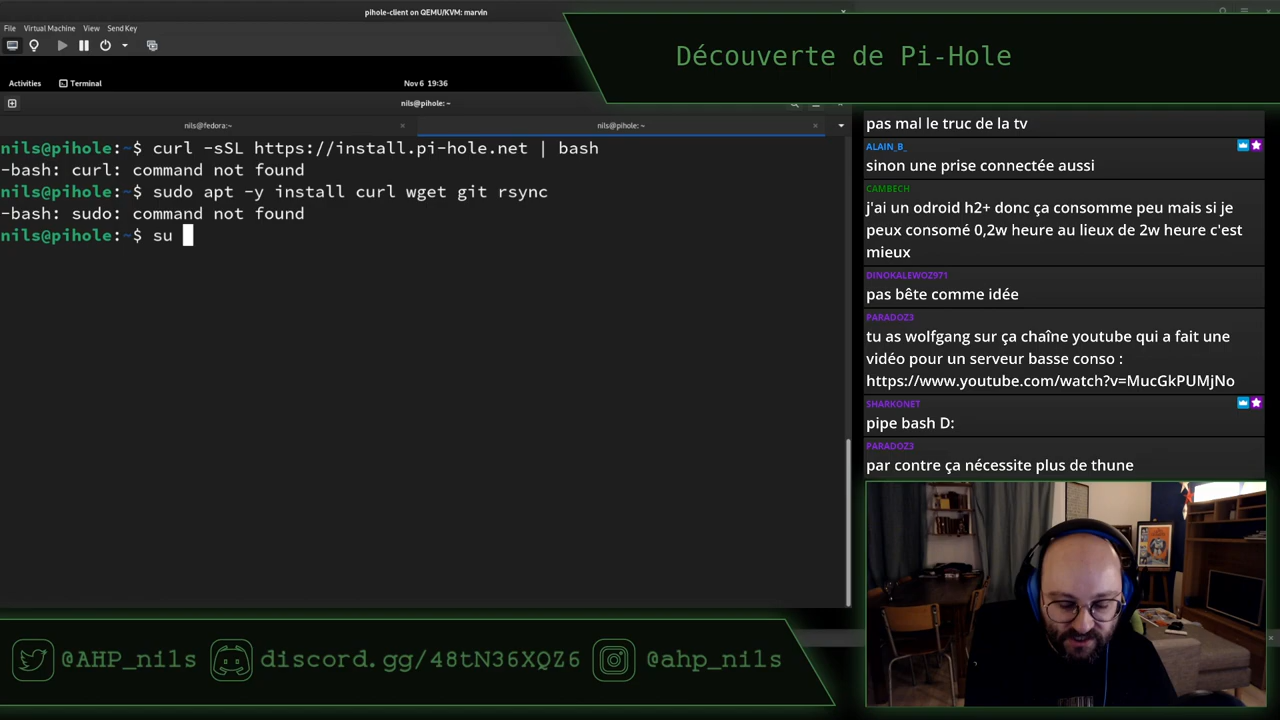 pihole-client on QEMU/KVM: marvin
File Virtual Machine View Send Key
Découverte de Pi-Hole
Activities Terminal Nov 6 19:36
nils@pihole: ~
nils@fedora:~ nils@pihole: ~
nils@pihole:~$ curl -sSL https://install.pi-hole.net | bash
-bash: curl: command not found
nils@pihole:~$ sudo apt -y install curl wget git rsync
-bash: sudo: command not found
nils@pihole:~$ su
pas mal le truc de la tv
ALAIN_B_
sinon une prise connectée aussi
CAMBECH
j'ai un odroid h2+ donc ça consomme peu mais si je
peux consomé 0,2w heure au lieux de 2w heure c'est
mieux
DINOKALEWOZ971
pas bête comme idée
PARADOZ3
tu as wolfgang sur ça chaîne youtube qui a fait une
vidéo pour un serveur basse conso :
https://www.youtube.com/watch?v=MucGkPUMjNo
SHARKONET
pipe bash D:
PARADOZ3
par contre ça nécessite plus de thune
@AHP_nils discord.gg/48tN36XQZ6 @ahp_nils